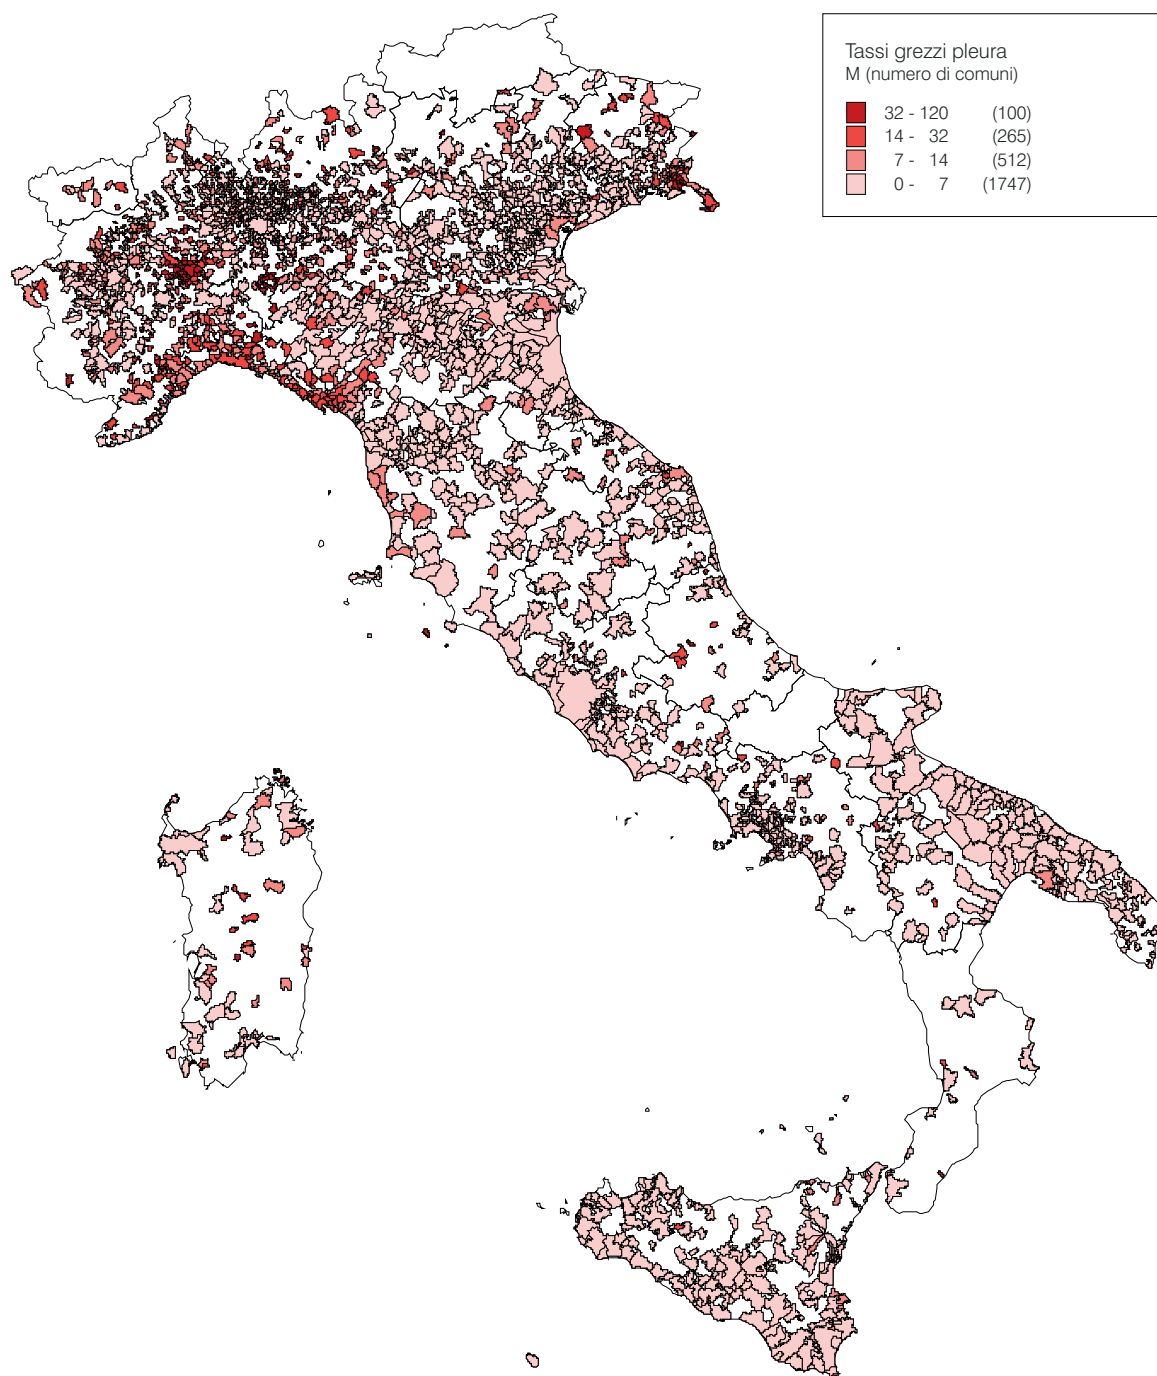 Tassi grezzi pleura
M (numero di comuni)
32 - 120 (100)
14 - 32 (265)
7 - 14 (512)
0 - 7 (1747)